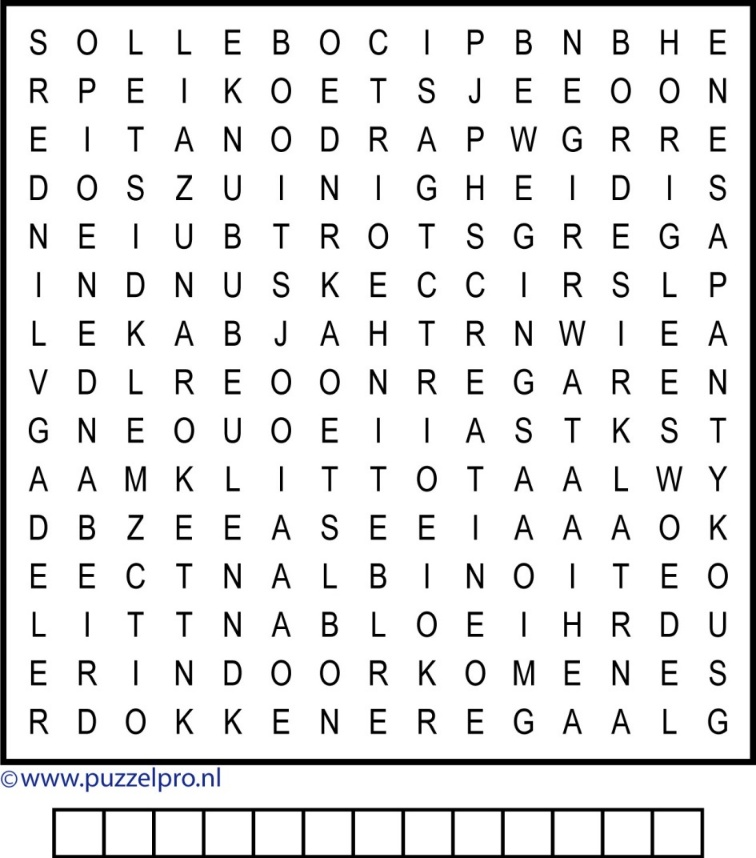 S O L L E B O C I P B N B H E
R P E I K O E T S J E E O O N
E I T A N O D R A P W G R R E
D O S Z U I N I G H E I D I S
N E I U B T R O T S G R E G A
I N D N U S K E C C I R S L P
L E K A B J A H T R N W I E A
V D L R E O O N R E G A R E N
G N E O U O E I I A S T K S T
A A M K L I T T O T A A L W Y
D B Z E E A S E E I A A A O K
E E C T N A L B I N O I T E O
L I T T N A B L O E I H R D U
E R I N D O O R K O M E N E S
R D O K K E N E R E G A A L G
©www.puzzelpro.nl